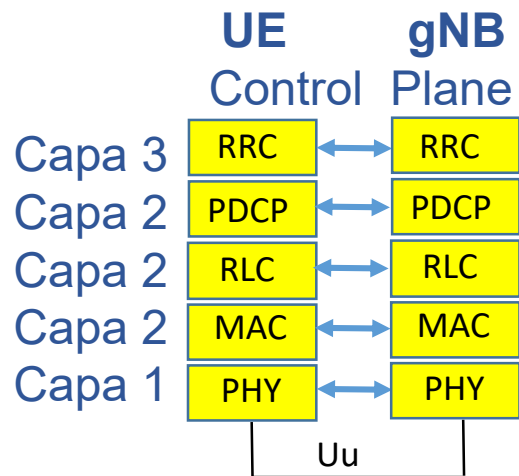 UE gNB
Control Plane
Capa 3 RRC RRC
Capa 2 PDCP PDCP
Capa 2 RLC RLC
Capa 2 MAC MAC
Capa 1 PHY PHY
Uu